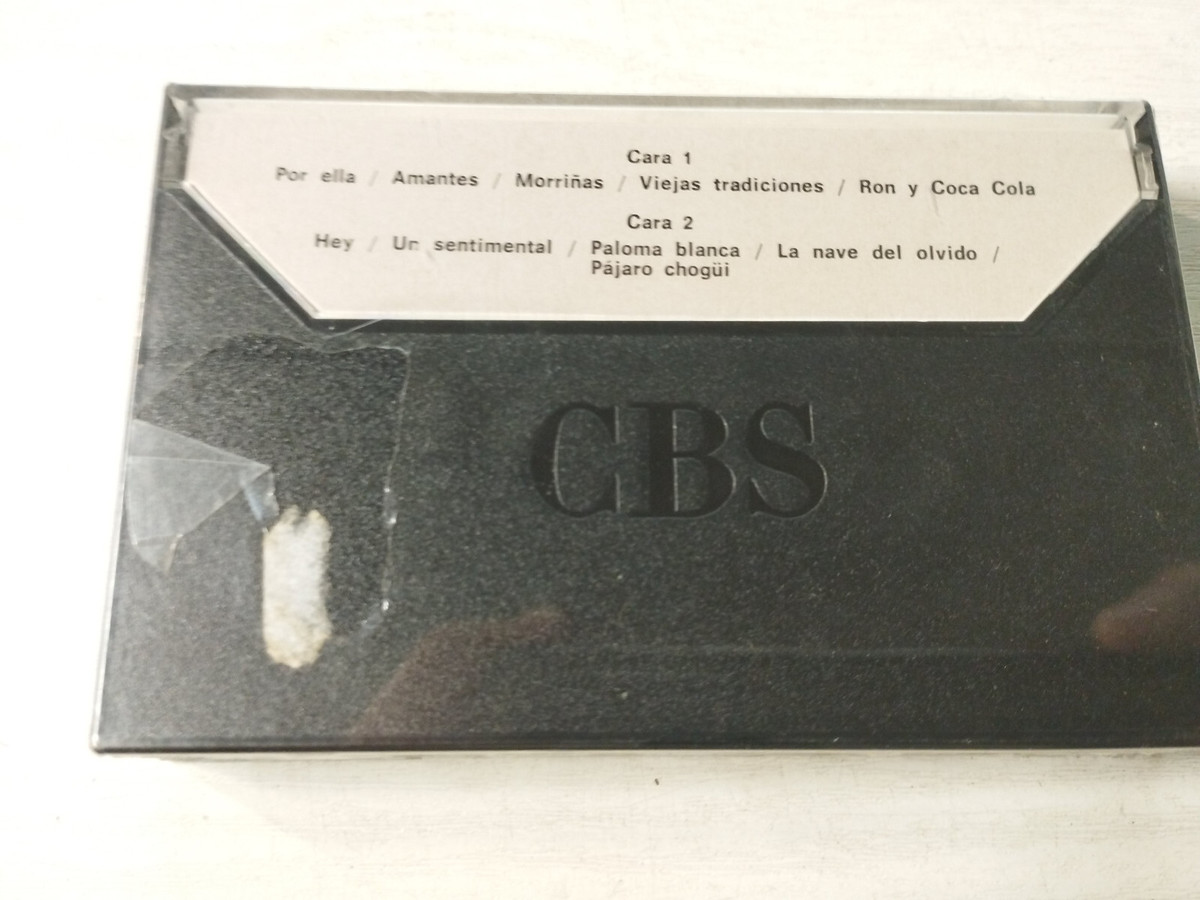 Cara 1
Por ella / Amantes / Morriñas / Viejas tradiciones / Ron y Coca Cola
Cara 2
Hey / Un sentimental / Paloma blanca / La nave del olvido /
Pájaro chogüi
CBS